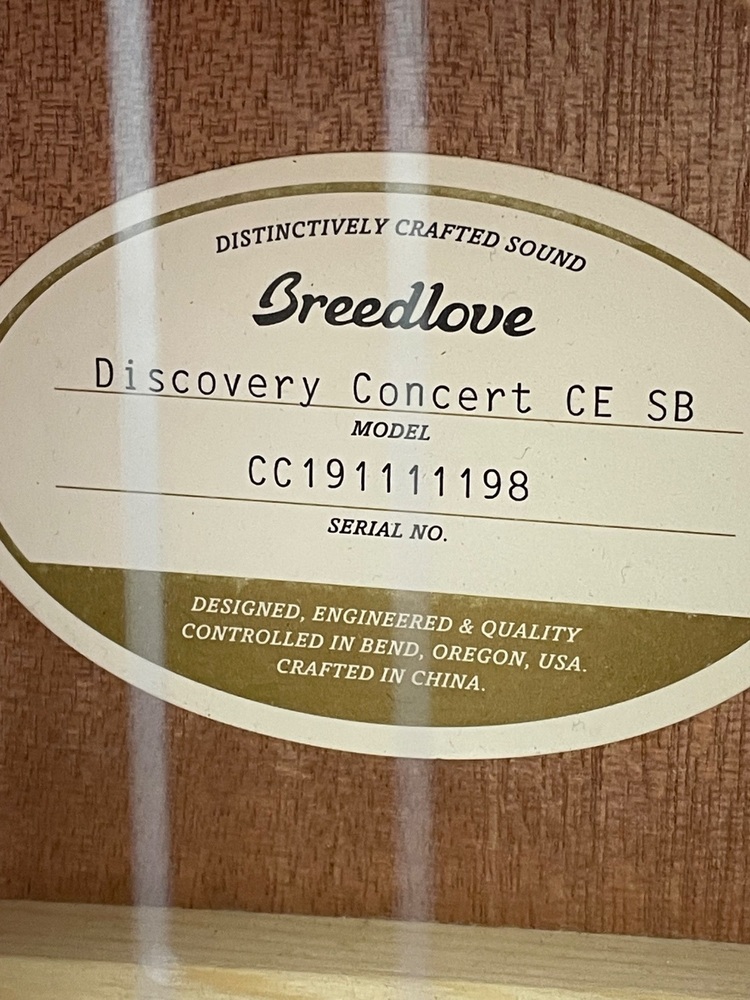 DISTINCTIVELY CRAFTED SOUND
Breedlove
Discovery Concert CE SB
MODEL
CC191111198
SERIAL NO.
DESIGNED, ENGINEERED & QUALITY
CONTROLLED IN BEND, OREGON, USA.
CRAFTED IN CHINA.